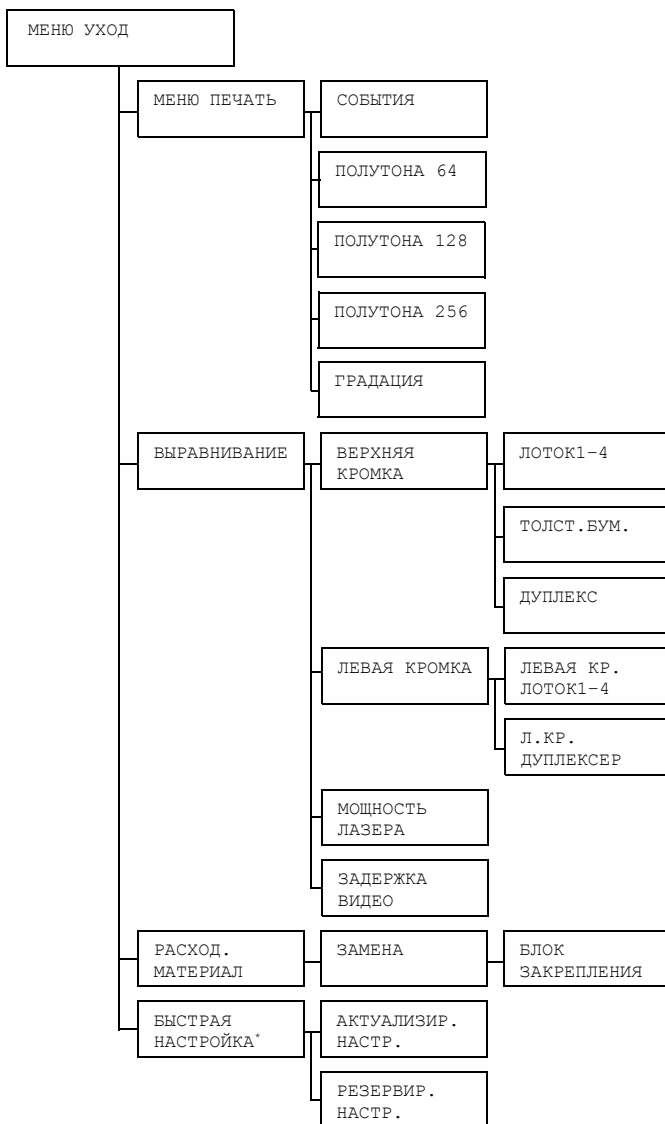 МЕНЮ УХОД
МЕНЮ ПЕЧАТЬ
СОБЫТИЯ
ПОЛУТОНА 64
ПОЛУТОНА 128
ПОЛУТОНА 256
ГРАДАЦИЯ
ВЫРАВНИВАНИЕ
ВЕРХНЯЯ
КРОМКА
ЛОТОК1-4
ТОЛСТ.БУМ.
ДУПЛЕКС
ЛЕВАЯ КРОМКА
ЛЕВАЯ КР.
ЛОТОК1-4
Л.КР.
ДУПЛЕКСЕР
МОЩНОСТЬ
ЛАЗЕРА
ЗАДЕРЖКА
ВИДЕО
РАСХОД.
МАТЕРИАЛ
ЗАМЕНА
БЛОК
ЗАКРЕПЛЕНИЯ
БЫСТРАЯ
НАСТРОЙКА*
АКТУАЛИЗИР.
НАСТР.
РЕЗЕРВИР.
НАСТР.